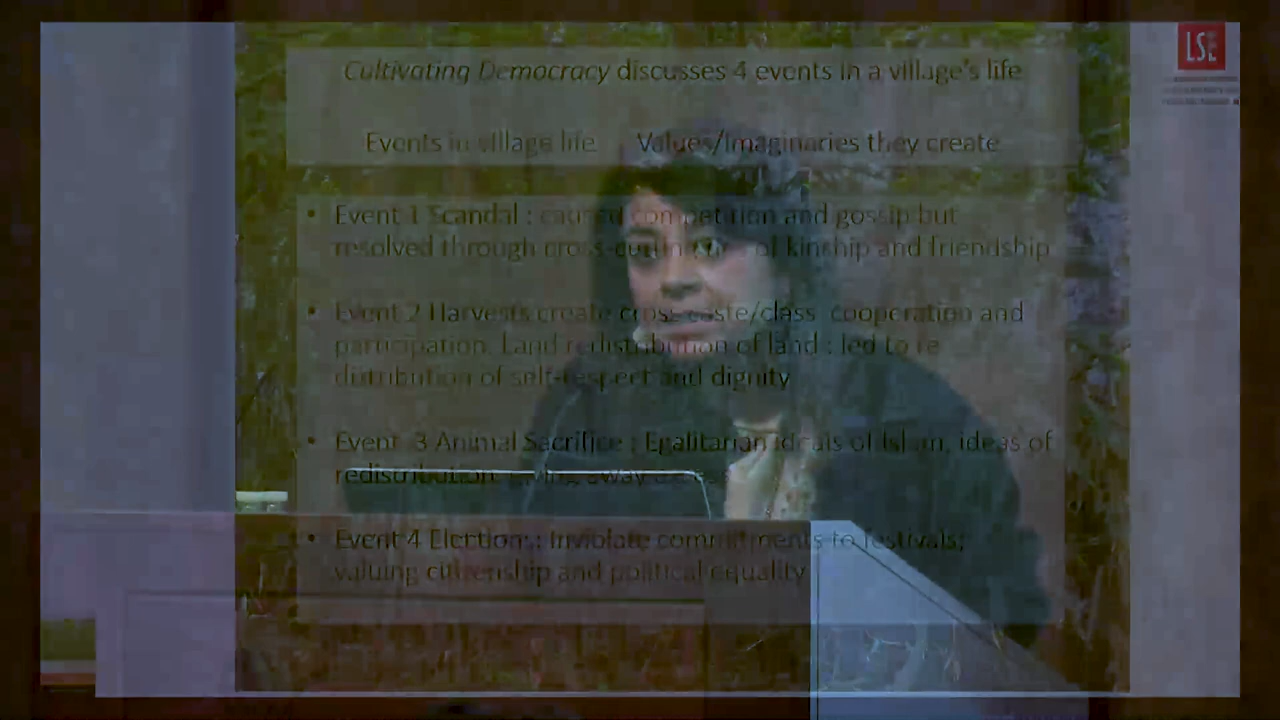 LSE
Cultivating Democracy discusses 4 events in a village's life
Events in village life Values/Imaginaries they create
• Event 1 Scandal : caused competition and gossip but
resolved through cross-cutting of kinship and friendship
• Event 2 Harvests create cross-caste/class cooperation and
participation. Land redistribution of land : led to re
distribution of self-respect and dignity
• Event 3 Animal Sacrifice : Egalitarian ideals of Islam, ideas of
redistribution, giving away
• Event 4 Elections: Inviolate commitments to festivals;
valuing citizenship and political equality